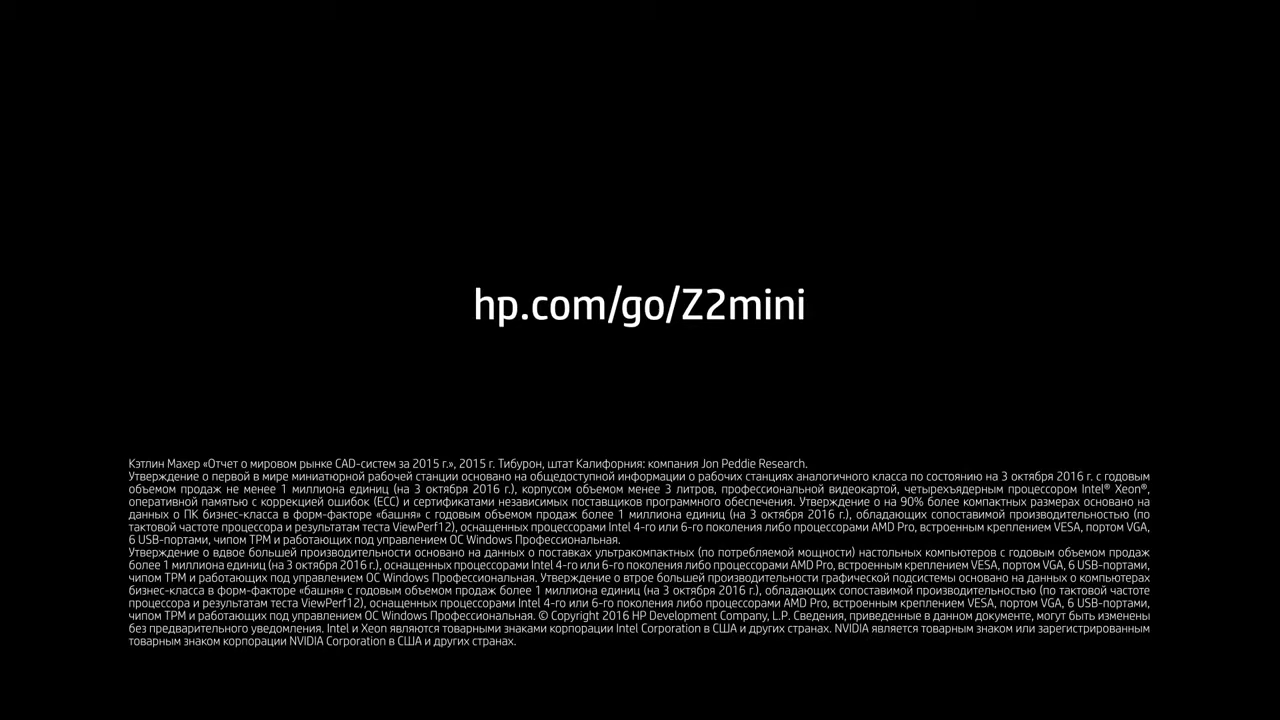 hp.com/go/Z2mini
Кэтлин Махер «Отчет о мировом рынке CAD-систем за 2015 г.», 2015 г. Тибурон, штат Калифорния: компания Jon Peddie Research.
Утверждение о первой в мире миниатюрной рабочей станции основано на общедоступной информации о рабочих станциях аналогичного класса по состоянию на 3 октября 2016 г. с годовым
объемом продаж не менее 1 миллиона единиц (на 3 октября 2016 г.), корпусом объемом менее 3 литров, профессиональной видеокартой, четырехъядерным процессором Intel® Xeon®,
оперативной памятью с коррекцией ошибок (ECC) и сертификатами независимых поставщиков программного обеспечения. Утверждение о на 90% более компактных размерах основано на
данных о ПК бизнес-класса в форм-факторе «башня» с годовым объемом продаж более 1 миллиона единиц (на 3 октября 2016 г.), обладающих сопоставимой производительностью (по
тактовой частоте процессора и результатам теста ViewPerf12), оснащенных процессорами Intel 4-го или 6-го поколения либо процессорами AMD Pro, встроенным креплением VESA, портом VGA,
6 USB-портами, чипом TPM и работающих под управлением ОС Windows Профессиональная.
Утверждение о вдвое большей производительности основано на данных о поставках ультракомпактных (по потребляемой мощности) настольных компьютеров с годовым объемом продаж
более 1 миллиона единиц (на 3 октября 2016 г.), оснащенных процессорами Intel 4-го или 6-го поколения либо процессорами AMD Pro, встроенным креплением VESA, портом VGA, 6 USB-портами,
чипом TPM и работающих под управлением ОС Windows Профессиональная. Утверждение о втрое большей производительности графической подсистемы основано на данных о компьютерах
бизнес-класса в форм-факторе «башня» с годовым объемом продаж более 1 миллиона единиц (на 3 октября 2016 г.), обладающих сопоставимой производительностью (по тактовой частоте
процессора и результатам теста ViewPerf12), оснащенных процессорами Intel 4-го или 6-го поколения либо процессорами AMD Pro, встроенным креплением VESA, портом VGA, 6 USB-портами,
чипом TPM и работающих под управлением ОС Windows Профессиональная. © Copyright 2016 HP Development Company, L.P. Сведения, приведенные в данном документе, могут быть изменены
без предварительного уведомления. Intel и Xeon являются товарными знаками корпорации Intel Corporation в США и других странах. NVIDIA является товарным знаком или зарегистрированным
товарным знаком корпорации NVIDIA Corporation в США и других странах.